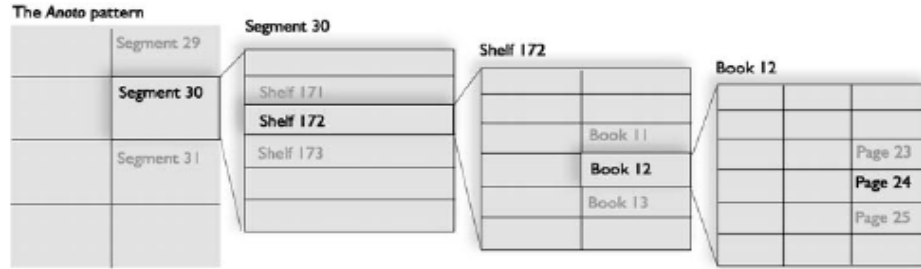 The Anoto pattern
Segment 29
Segment 30
Segment 31
Segment 30
Shelf 171
Shelf 172
Shelf 173
Shelf 172
Book 11
Book 12
Book 13
Book 12
Page 23
Page 24
Page 25